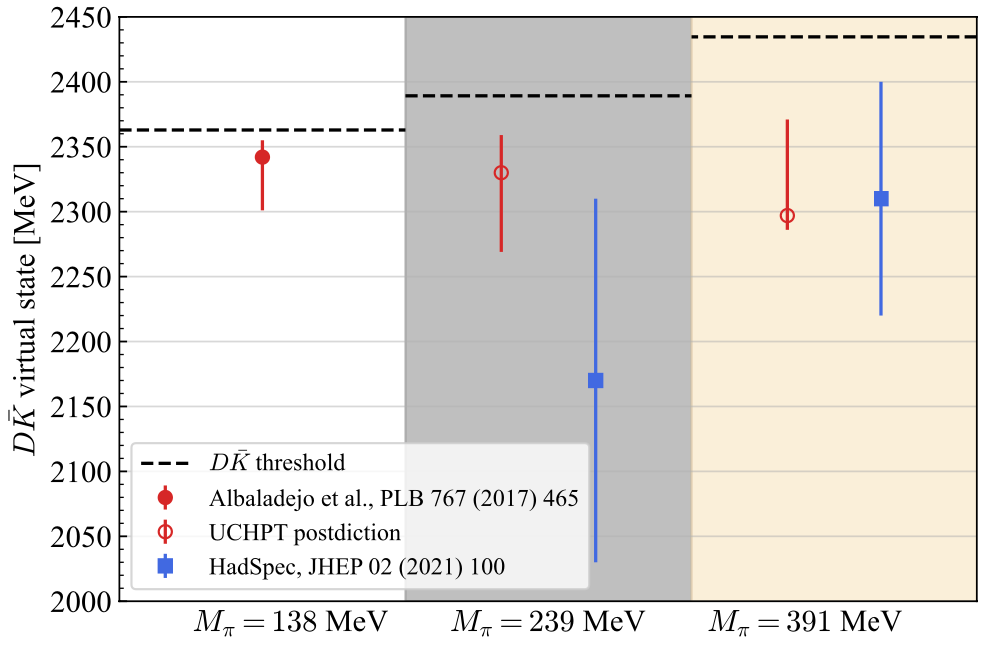 DK̄ virtual state [MeV]
2450
2400
2350
2300
2250
2200
2150
2100
2050
2000
DK̄ threshold
Albaladejo et al., PLB 767 (2017) 465
UCHPT postdiction
HadSpec, JHEP 02 (2021) 100
Mπ = 138 MeV
Mπ = 239 MeV
Mπ = 391 MeV